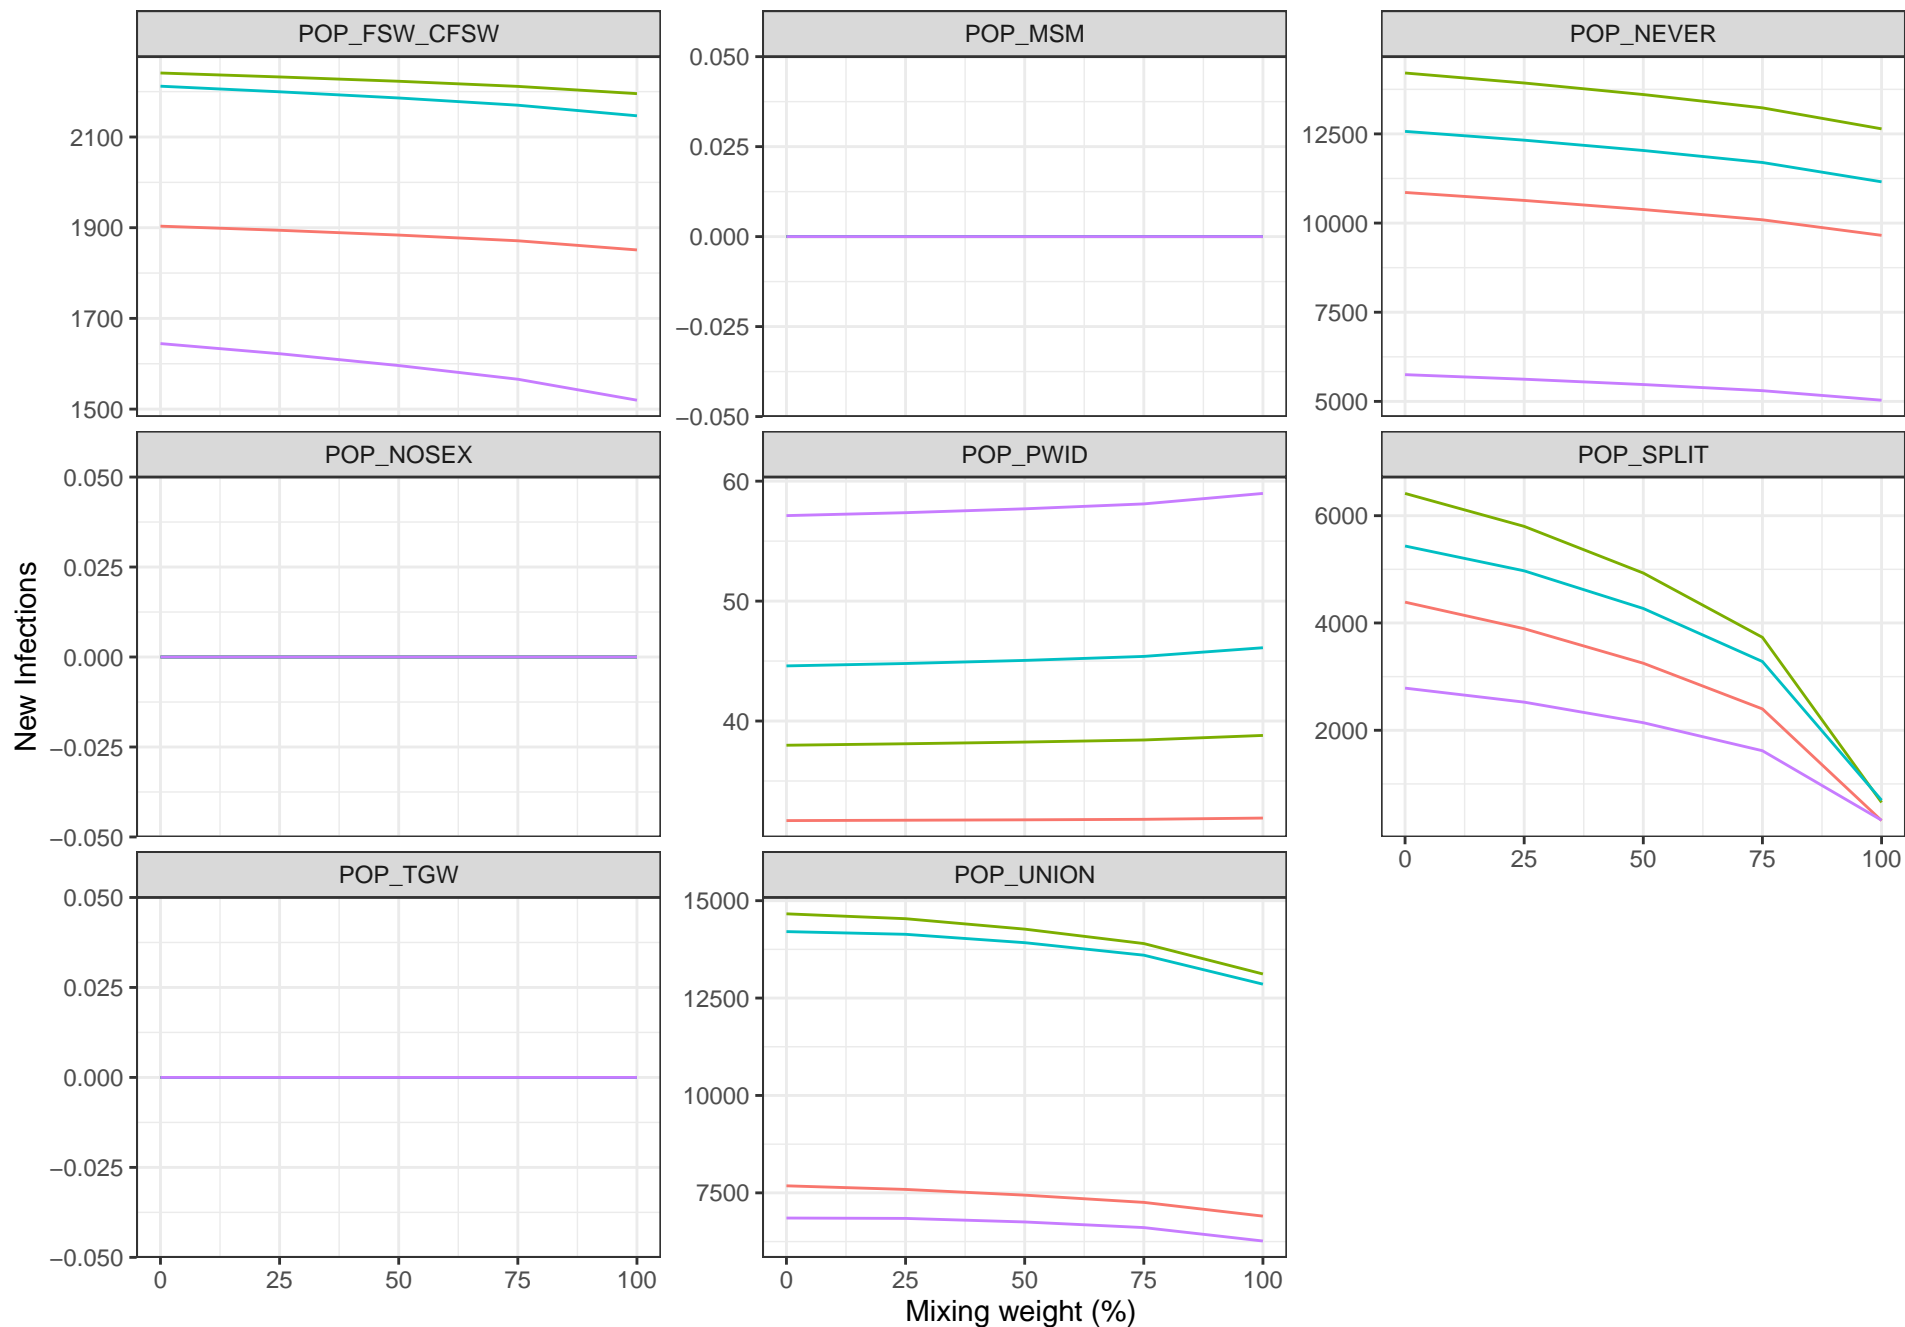 POP_FSW_CFSW
POP_MSM
POP_NEVER
2100
1900
1700
1500
0.050
0.025
0.000
−0.025
−0.050
12500
10000
7500
5000
POP_NOSEX
POP_PWID
POP_SPLIT
0.050
0.025
0.000
−0.025
−0.050
60
50
40
6000
4000
2000
0 25 50 75 100
POP_TGW
POP_UNION
0.050
0.025
0.000
−0.025
−0.050
15000
12500
10000
7500
0 25 50 75 100
0 25 50 75 100
Mixing weight (%)
New Infections